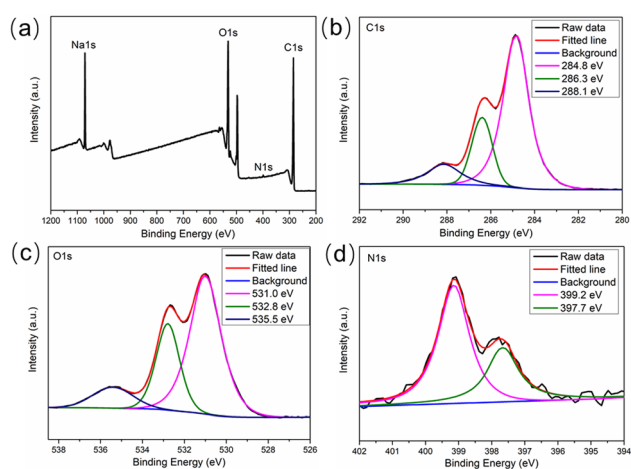 (a)
Na1s
O1s
C1s
N1s
Intensity (a.u.)
1200 1100 1000 900 800 700 600 500 400 300 200
Binding Energy (eV)
(b)
C1s
Raw data
Fitted line
Background
284.8 eV
286.3 eV
288.1 eV
Intensity (a.u.)
292 290 288 286 284 282 280
Binding Energy (eV)
(c)
O1s
Raw data
Fitted line
Background
531.0 eV
532.8 eV
535.5 eV
Intensity (a.u.)
538 536 534 532 530 528 526
Binding Energy (eV)
(d)
N1s
Raw data
Fitted line
Background
399.2 eV
397.7 eV
Intensity (a.u.)
402 401 400 399 398 397 396 395 394
Binding Energy (eV)